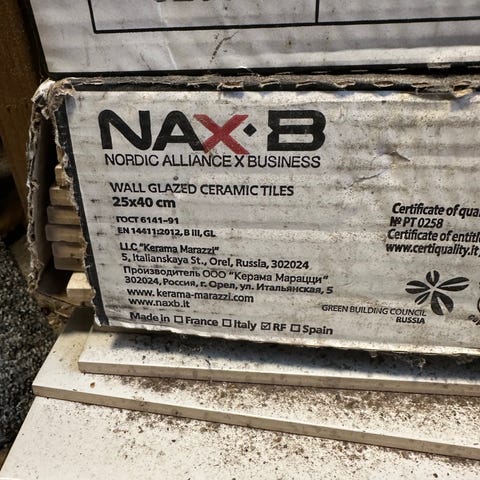 NAX·B
NORDIC ALLIANCE X BUSINESS
WALL GLAZED CERAMIC TILES
25x40 cm
ГОСТ 6141-91
EN 14411:2012, B III, GL
LLC "Kerama Marazzi"
5, Italianskaya St., Orel, Russia, 302024
Производитель ООО "Керама Марацци"
302024, Россия, г. Орел, ул. Итальянская, 5
www.kerama-marazzi.com
www.naxb.it
Made in ☐ France ☐ Italy ☑ RF ☐ Spain
Certificate of qua
№ PT 0258
Certificate of entitle
www.certiquality.it
GREEN BUILDING COUNCIL
RUSSIA